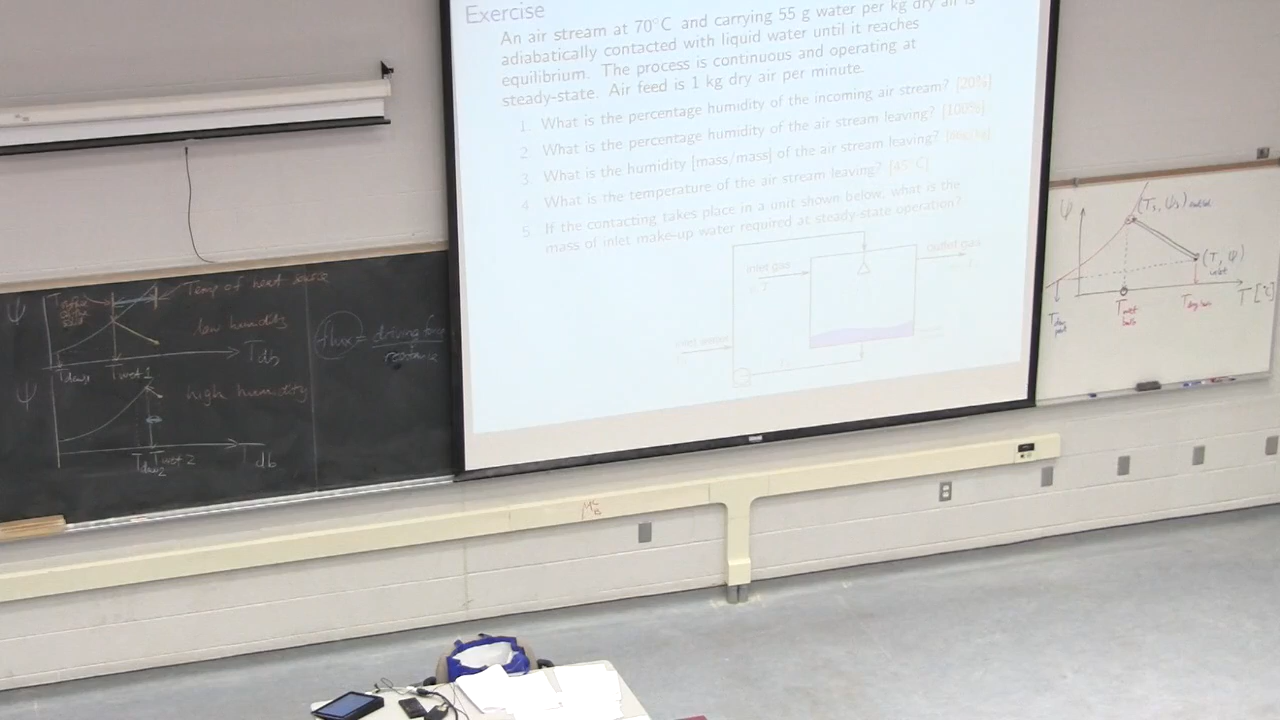 Exercise
An air stream at 70°C and carrying 55 g water per kg dry air is
adiabatically contacted with liquid water until it reaches
equilibrium. The process is continuous and operating at
steady-state. Air feed is 1 kg dry air per minute.
1. What is the percentage humidity of the incoming air stream? [20%]
2. What is the percentage humidity of the air stream leaving? [100%]
3. What is the humidity [mass/mass] of the air stream leaving?
4. What is the temperature of the air stream leaving? [45°C]
5. If the contacting takes place in a unit shown below, what is the
mass of inlet make-up water required at steady-state operation?
inlet gas
outlet gas
Ψ
Temp of heat source
low humidity
Tdb
Twet 1
flux = driving force
resistance
Ψ
high humidity
Twet 2
Tdb
Ψ
(Ts, Ψs) outlet
(T, Ψ)
inlet
T [°C]
Tdew
point
Twet
bulb
Tdry bulb